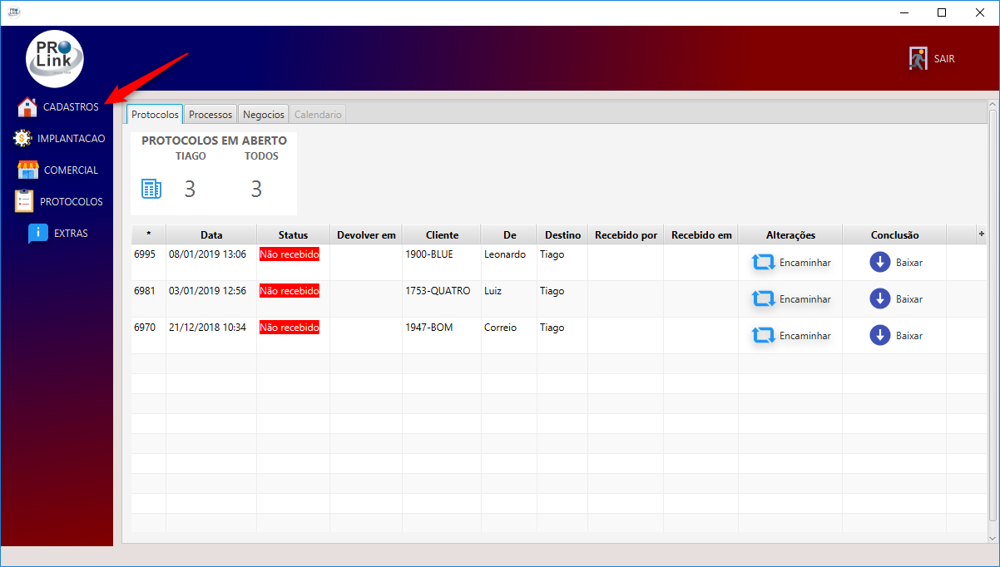 PRO Link
SAIR
CADASTROS
IMPLANTACAO
COMERCIAL
PROTOCOLOS
EXTRAS
Protocolos Processos Negocios Calendario
PROTOCOLOS EM ABERTO
TIAGO TODOS
3 3
* Data Status Devolver em Cliente De Destino Recebido por Recebido em Alterações Conclusão +
6995 08/01/2019 13:06 Não recebido 1900-BLUE Leonardo Tiago Encaminhar Baixar
6981 03/01/2019 12:56 Não recebido 1753-QUATRO Luiz Tiago Encaminhar Baixar
6970 21/12/2018 10:34 Não recebido 1947-BOM Correio Tiago Encaminhar Baixar